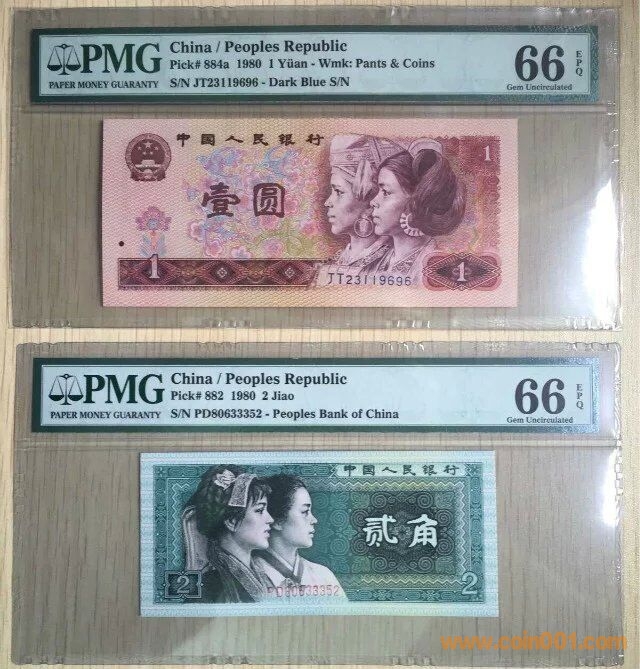 PMG
PAPER MONEY GUARANTY
China / Peoples Republic
Pick# 884a 1980 1 Yüan - Wmk: Pants & Coins
S/N JT23119696 - Dark Blue S/N
66 EPQ
Gem Uncirculated
中国人民银行
1
壹圆
1
JT23119696
1
PMG
PAPER MONEY GUARANTY
China / Peoples Republic
Pick# 882 1980 2 Jiao
S/N PD80633352 - Peoples Bank of China
66 EPQ
Gem Uncirculated
中国人民银行
贰角
2
PD80633352
2
www.coin001.com